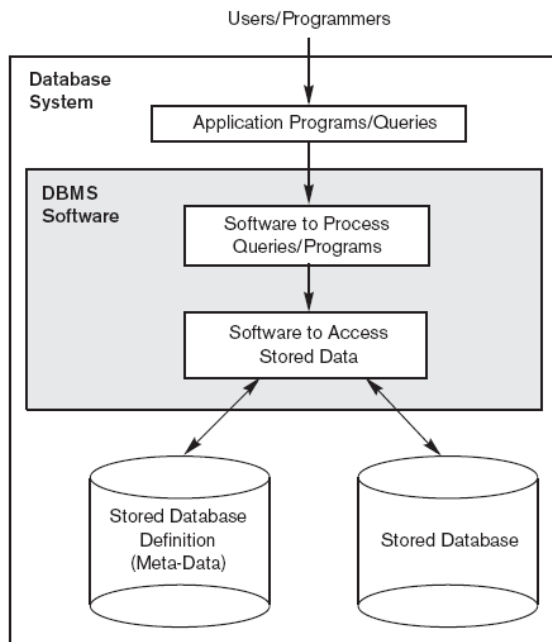 Users/Programmers
Database
System
Application Programs/Queries
DBMS
Software
Software to Process
Queries/Programs
Software to Access
Stored Data
Stored Database
Definition
(Meta-Data)
Stored Database